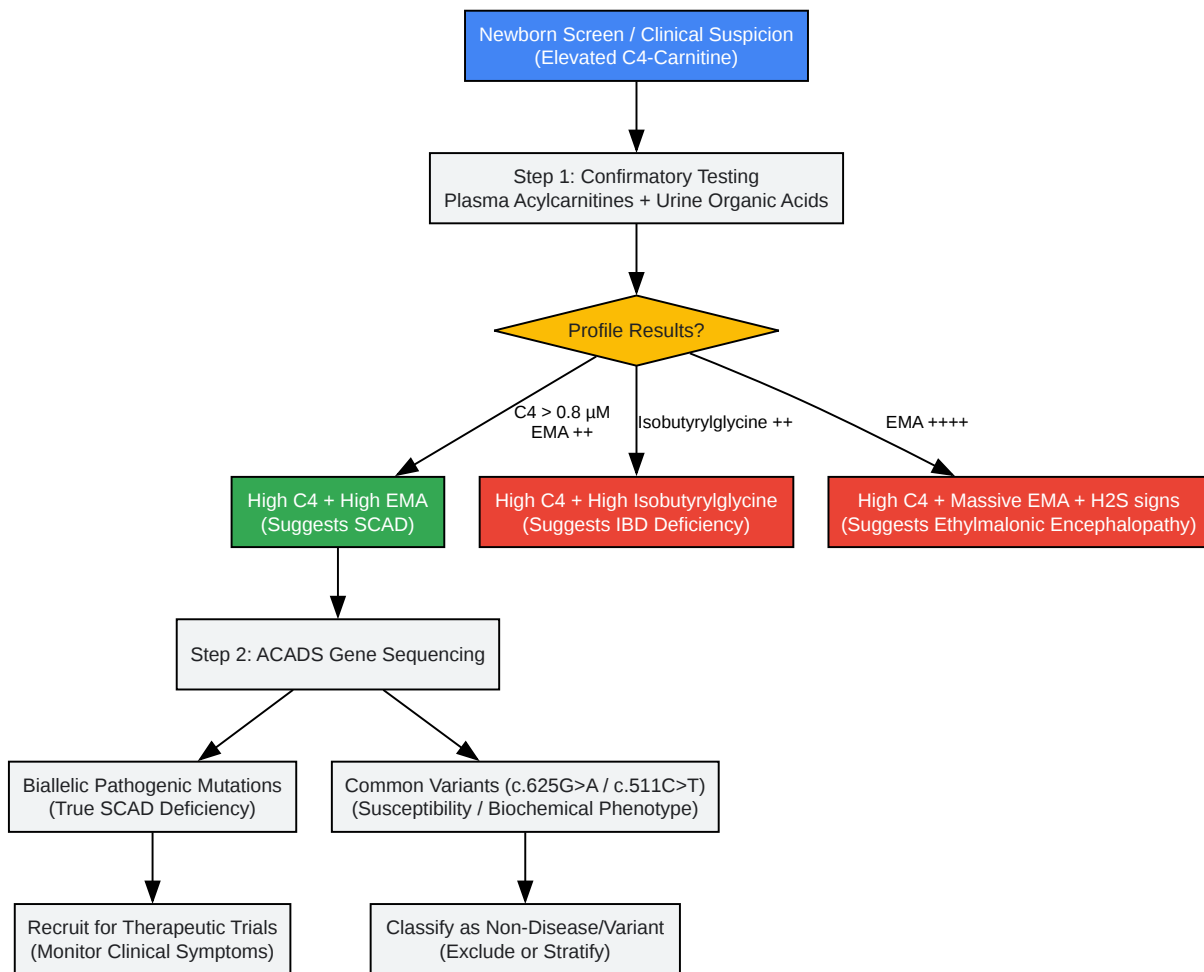 Newborn Screen / Clinical Suspicion
(Elevated C4-Carnitine)
Step 1: Confirmatory Testing
Plasma Acylcarnitines + Urine Organic Acids
Profile Results?
C4 > 0.8 µM
EMA ++
Isobutyrylglycine ++
EMA ++++
High C4 + High EMA
(Suggests SCAD)
High C4 + High Isobutyrylglycine
(Suggests IBD Deficiency)
High C4 + Massive EMA + H2S signs
(Suggests Ethylmalonic Encephalopathy)
Step 2: ACADS Gene Sequencing
Biallelic Pathogenic Mutations
(True SCAD Deficiency)
Common Variants (c.625G>A / c.511C>T)
(Susceptibility / Biochemical Phenotype)
Recruit for Therapeutic Trials
(Monitor Clinical Symptoms)
Classify as Non-Disease/Variant
(Exclude or Stratify)